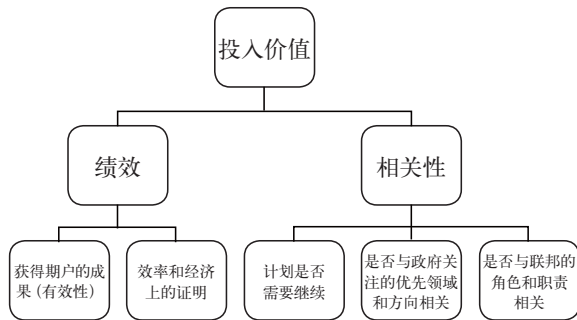 投入价值
绩效
相关性
获得期户的成
果 (有效性)
效率和经济
上的证明
计划是否
需要继续
是否与政府关
注的优先领域
和方向相关
是否与联邦的
角色和职责
相关